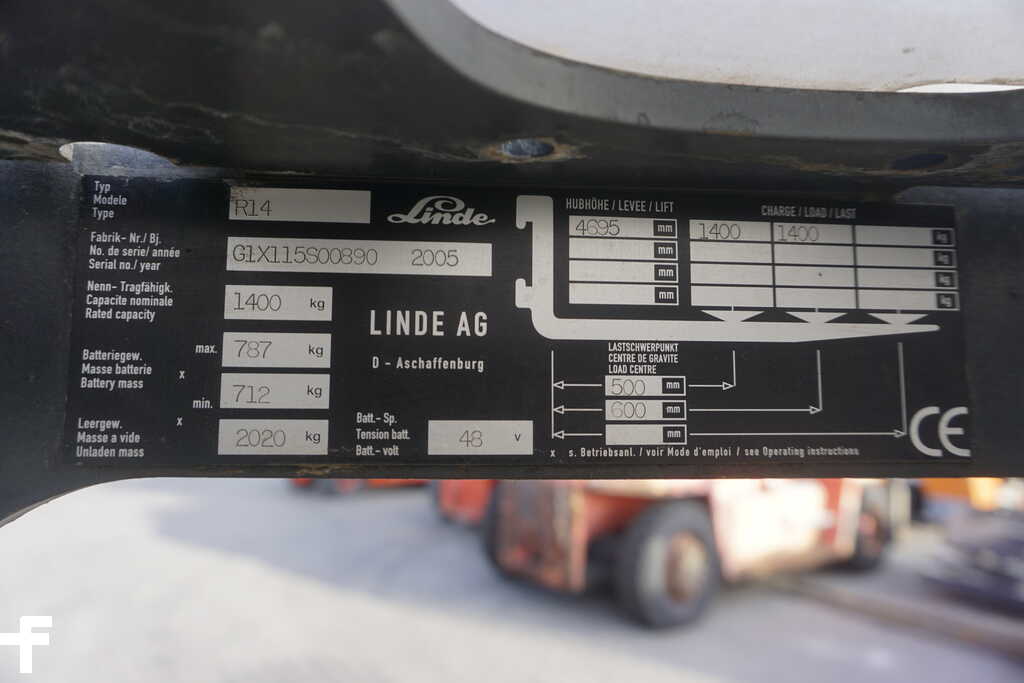 Typ
Modele
Type
R14
Linde
Fabrik- Nr./ Bj.
No. de serie/ année
Serial no./ year
G1X115S00890 2005
Nenn- Tragfähigk.
Capacite nominale
Rated capacity
1400 kg
LINDE AG
D - Aschaffenburg
Batteriegew.
Masse batterie
Battery mass
x
max. 787 kg
min. 712 kg
Leergew.
Masse a vide
Unladen mass
x
2020 kg
Batt.- Sp.
Tension batt.
Batt.- volt
48 V
HUBHÖHE / LEVEE / LIFT
CHARGE / LOAD / LAST
4695 mm 1400 1400 kg
mm kg
mm kg
mm kg
LASTSCHWERPUNKT
CENTRE DE GRAVITE
LOAD CENTRE
500 mm
600 mm
mm
CE
x s. Betriebsanl. / voir Mode d'emploi / see Operating instructions